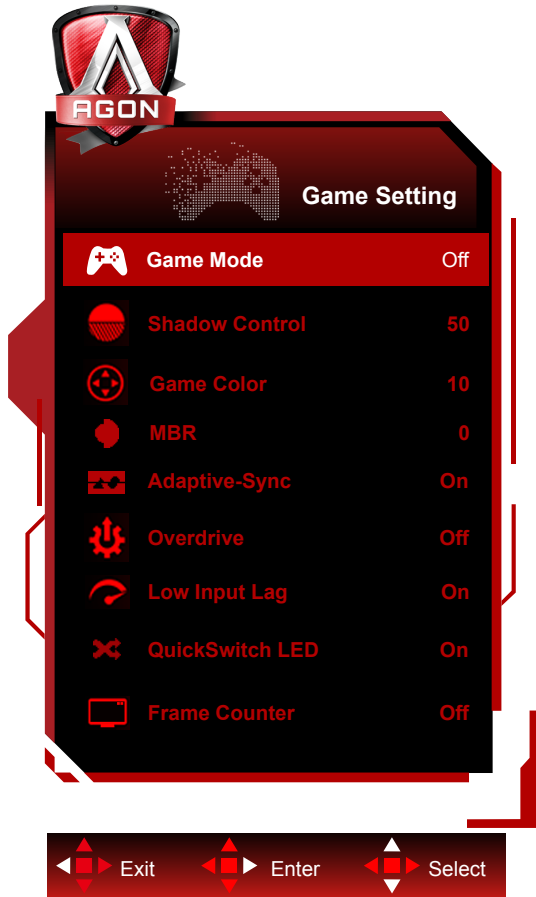 AGON
Game Setting
Game Mode Off
Shadow Control 50
Game Color 10
MBR 0
Adaptive-Sync On
Overdrive Off
Low Input Lag On
QuickSwitch LED On
Frame Counter Off
Exit Enter Select